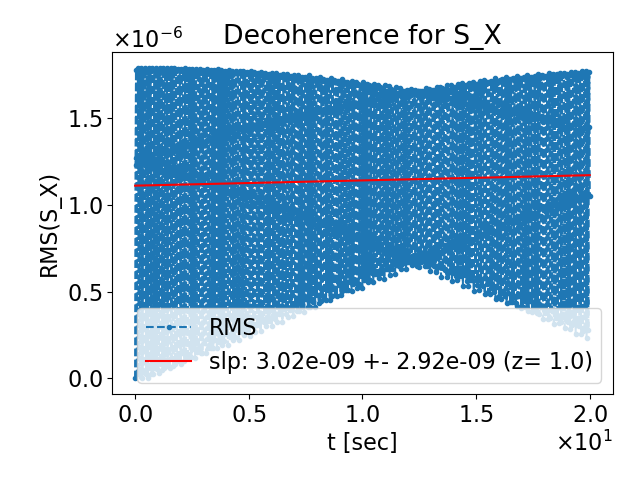 Decoherence for S_X
×10⁻⁶
RMS(S_X)
1.5
1.0
0.5
0.0
RMS
slp: 3.02e-09 +- 2.92e-09 (z= 1.0)
0.0 0.5 1.0 1.5 2.0
t [sec]
×10¹